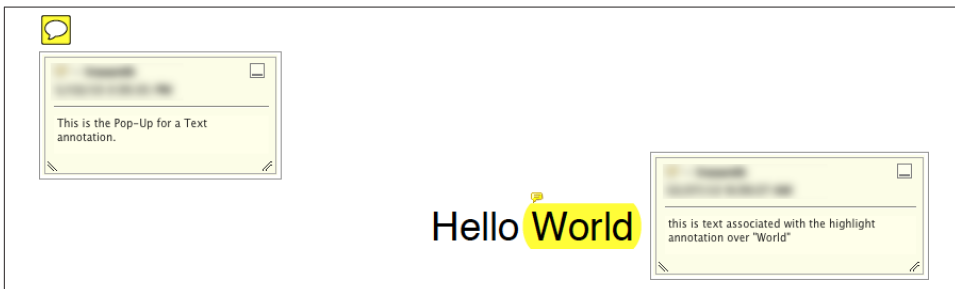 This is the Pop-Up for a Text
annotation.
Hello World
this is text associated with the highlight
annotation over "World"